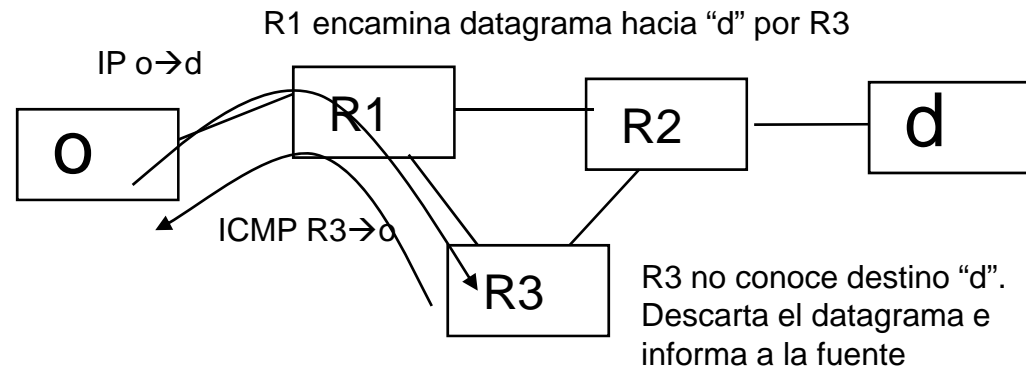 R1 encamina datagrama hacia “d” por R3
IP o→d
o
R1
R2
d
ICMP R3→o
R3
R3 no conoce destino “d”.
Descarta el datagrama e
informa a la fuente